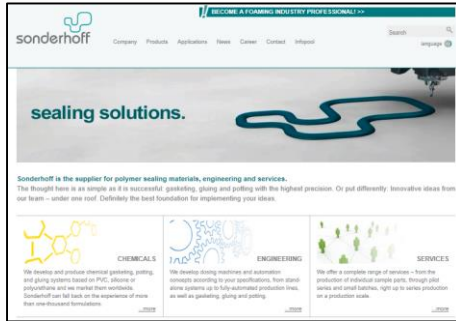 BECOME A FOAMING INDUSTRY PROFESSIONAL! >>
sonderhoff
Company Products Applications News Career Contact Infopool
Search
language
sealing solutions.
Sonderhoff is the supplier for polymer sealing materials, engineering and services.
The thought here is as simple as it is successful: gasketing, gluing and potting with the highest precision. Or put differently: Innovative ideas from
our team – under one roof. Definitely the best foundation for implementing your ideas.
CHEMICALS
We develop and produce chemical gasketing, potting,
and gluing systems based on PVC, silicone or
polyurethane and we market them worldwide.
Sonderhoff can fall back on the experience of more
than one-thousand formulations.
more
ENGINEERING
We develop dosing machines and automation
concepts according to your specifications, from stand-
alone systems up to fully-automated production lines,
as well as gasketing, gluing and potting.
more
SERVICES
We offer a complete range of services – from the
production of individual sample parts, through pilot
series and small batches, right up to series production
on a production scale.
more